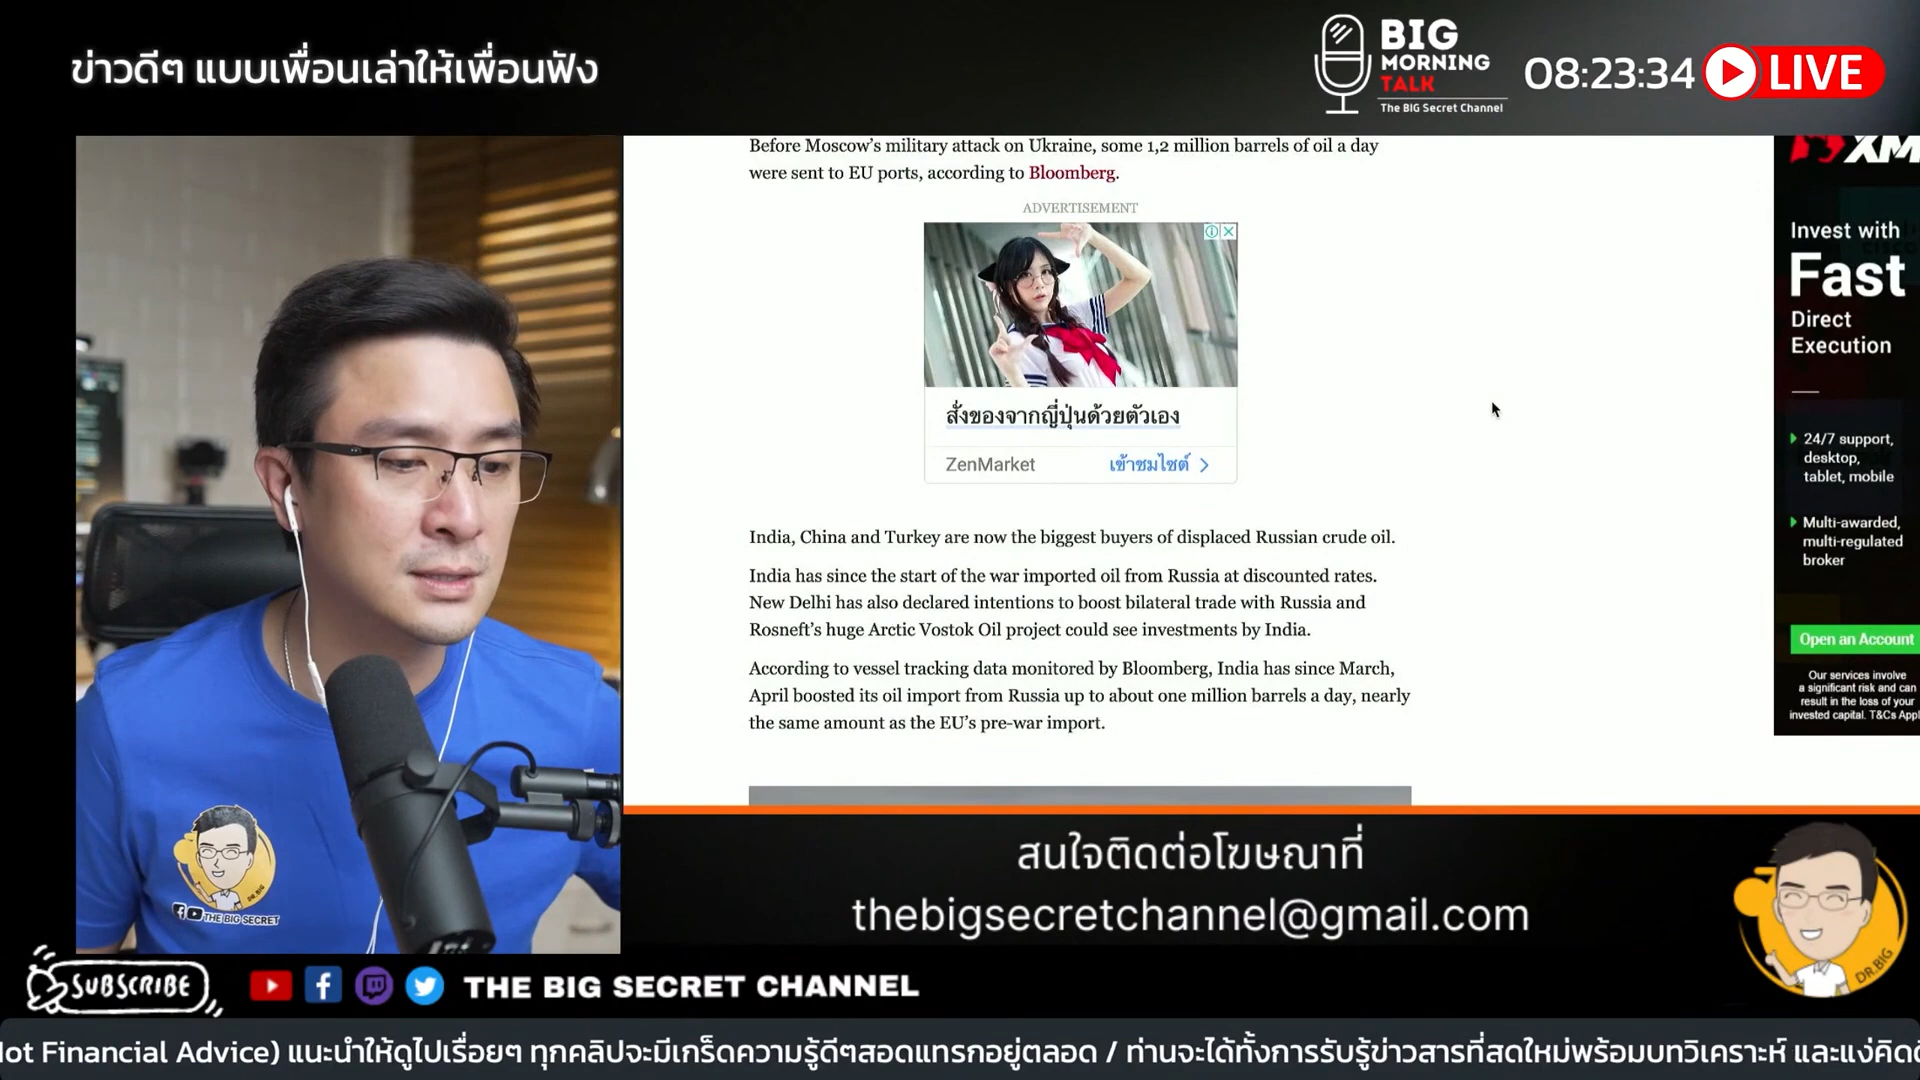 ข่าวดีๆ แบบเพื่อนเล่าให้เพื่อนฟัง
BIG
MORNING
TALK
The BIG Secret Channel
08:23:34
LIVE
Before Moscow’s military attack on Ukraine, some 1,2 million barrels of oil a day
were sent to EU ports, according to Bloomberg.
ADVERTISEMENT
สั่งของจากญี่ปุ่นด้วยตัวเอง
ZenMarket
เข้าชมไซต์
India, China and Turkey are now the biggest buyers of displaced Russian crude oil.
India has since the start of the war imported oil from Russia at discounted rates.
New Delhi has also declared intentions to boost bilateral trade with Russia and
Rosneft’s huge Arctic Vostok Oil project could see investments by India.
According to vessel tracking data monitored by Bloomberg, India has since March,
April boosted its oil import from Russia up to about one million barrels a day, nearly
the same amount as the EU’s pre-war import.
XM
Invest with
Fast
Direct
Execution
24/7 support,
desktop,
tablet, mobile
Multi-awarded,
multi-regulated
broker
Open an Account
Our services involve
a significant risk and can
result in the loss of your
invested capital. T&Cs Appl
DR.BIG
THE BIG SECRET
สนใจติดต่อโฆษณาที่
thebigsecretchannel@gmail.com
DR.BIG
SUBSCRIBE
THE BIG SECRET CHANNEL
Not Financial Advice) แนะนำให้ดูไปเรื่อยๆ ทุกคลิปจะมีเกร็ดความรู้ดีๆสอดแทรกอยู่ตลอด / ท่านจะได้ทั้งการรับรู้ข่าวสารที่สดใหม่พร้อมบทวิเคราะห์ และแง่คิด